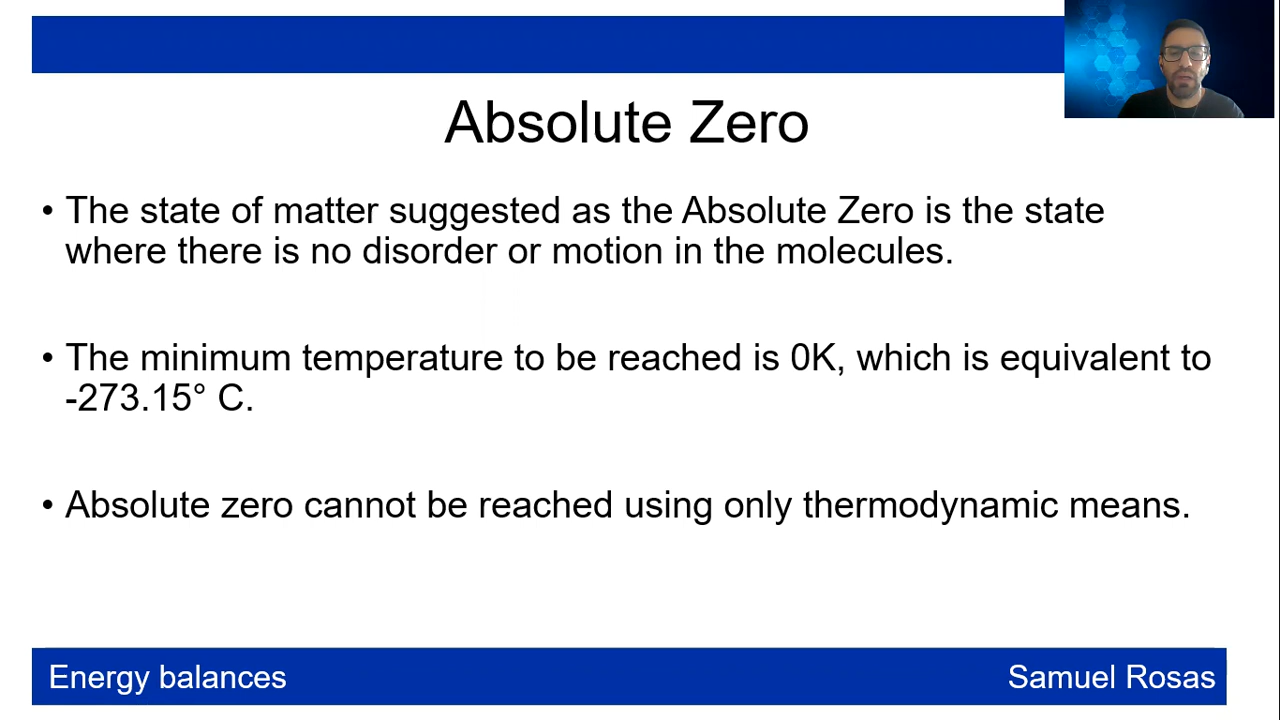 Absolute Zero
• The state of matter suggested as the Absolute Zero is the state
where there is no disorder or motion in the molecules.
• The minimum temperature to be reached is 0K, which is equivalent to
-273.15° C.
• Absolute zero cannot be reached using only thermodynamic means.
Energy balances
Samuel Rosas